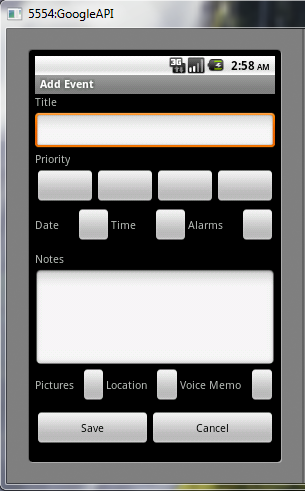 5554:GoogleAPI
3G 2:58 AM
Add Event
Title
Priority
Date Time Alarms
Notes
Pictures Location Voice Memo
Save Cancel